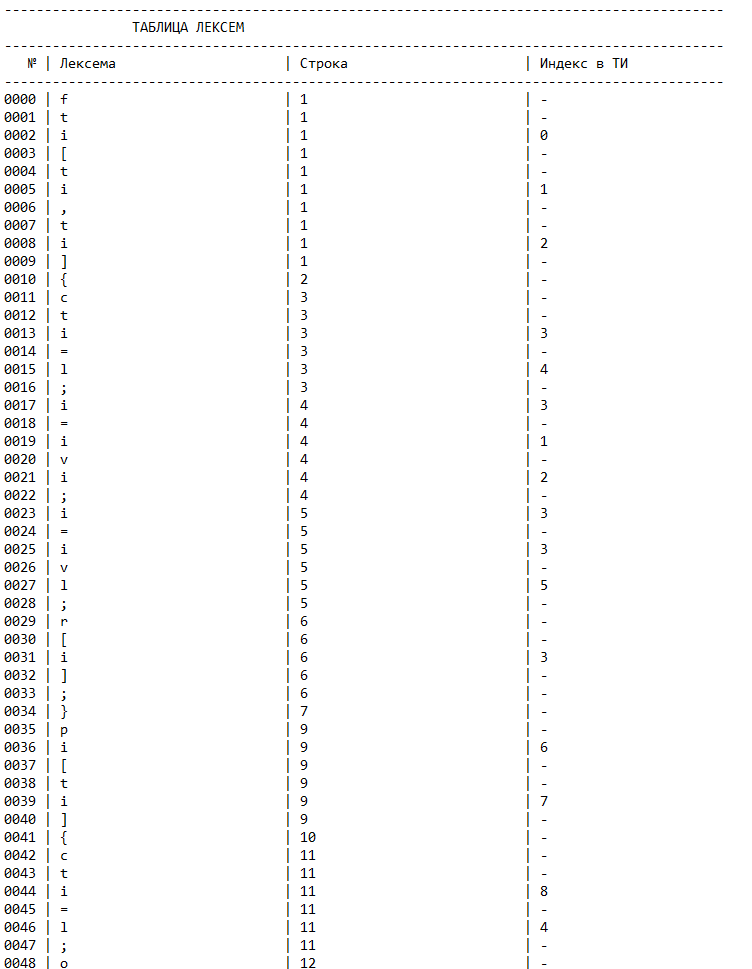 --------------------------------------------------------------------------------
ТАБЛИЦА ЛЕКСЕМ
--------------------------------------------------------------------------------
№ | Лексема | Строка | Индекс в ТИ
--------------------------------------------------------------------------------
0000 | f | 1 | -
0001 | t | 1 | -
0002 | i | 1 | 0
0003 | [ | 1 | -
0004 | t | 1 | -
0005 | i | 1 | 1
0006 | , | 1 | -
0007 | t | 1 | -
0008 | i | 1 | 2
0009 | ] | 1 | -
0010 | { | 2 | -
0011 | c | 3 | -
0012 | t | 3 | -
0013 | i | 3 | 3
0014 | = | 3 | -
0015 | l | 3 | 4
0016 | ; | 3 | -
0017 | i | 4 | 3
0018 | = | 4 | -
0019 | i | 4 | 1
0020 | v | 4 | -
0021 | i | 4 | 2
0022 | ; | 4 | -
0023 | i | 5 | 3
0024 | = | 5 | -
0025 | i | 5 | 3
0026 | v | 5 | -
0027 | l | 5 | 5
0028 | ; | 5 | -
0029 | r | 6 | -
0030 | [ | 6 | -
0031 | i | 6 | 3
0032 | ] | 6 | -
0033 | ; | 6 | -
0034 | } | 7 | -
0035 | p | 9 | -
0036 | i | 9 | 6
0037 | [ | 9 | -
0038 | t | 9 | -
0039 | i | 9 | 7
0040 | ] | 9 | -
0041 | { | 10 | -
0042 | c | 11 | -
0043 | t | 11 | -
0044 | i | 11 | 8
0045 | = | 11 | -
0046 | l | 11 | 4
0047 | ; | 11 | -
0048 | o | 12 | -